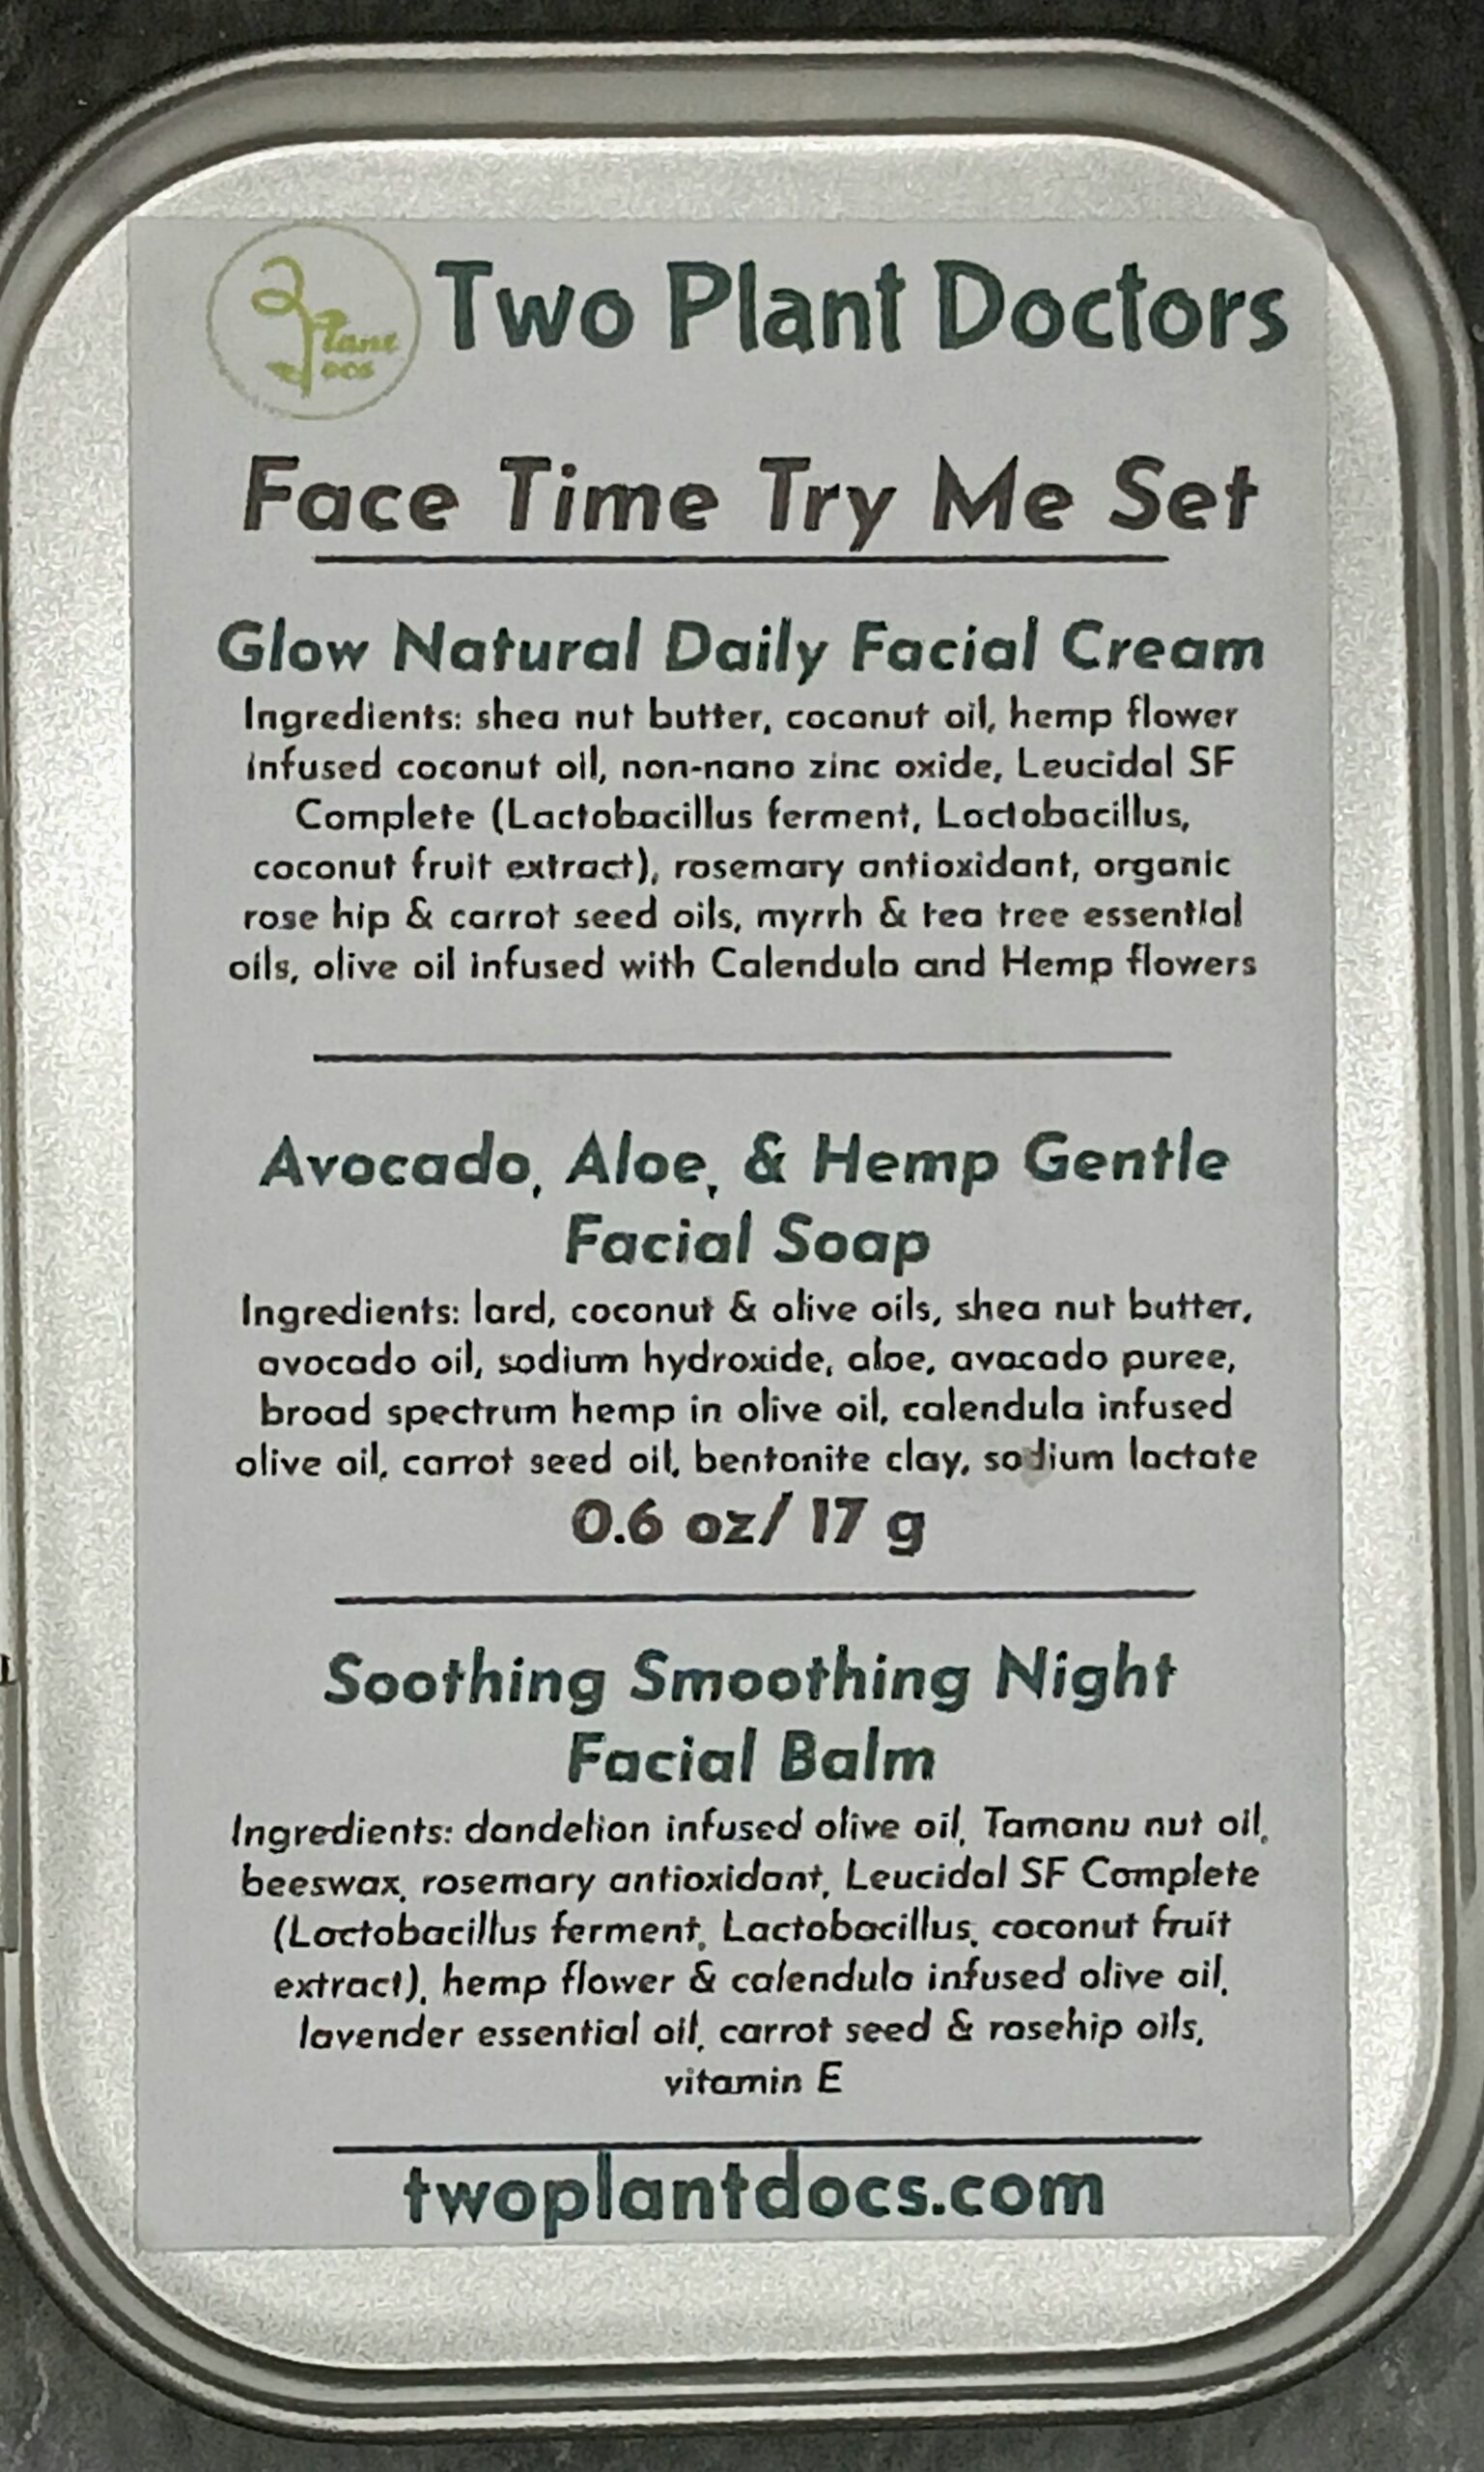 2 Plant Docs
Two Plant Doctors
Face Time Try Me Set
Glow Natural Daily Facial Cream
Ingredients: shea nut butter, coconut oil, hemp flower
infused coconut oil, non-nano zinc oxide, Leucidal SF
Complete (Lactobacillus ferment, Lactobacillus,
coconut fruit extract), rosemary antioxidant, organic
rose hip & carrot seed oils, myrrh & tea tree essential
oils, olive oil infused with Calendula and Hemp flowers
Avocado, Aloe, & Hemp Gentle
Facial Soap
Ingredients: lard, coconut & olive oils, shea nut butter,
avocado oil, sodium hydroxide, aloe, avocado puree,
broad spectrum hemp in olive oil, calendula infused
olive oil, carrot seed oil, bentonite clay, sodium lactate
0.6 oz/ 17 g
Soothing Smoothing Night
Facial Balm
Ingredients: dandelion infused olive oil, Tamanu nut oil,
beeswax, rosemary antioxidant, Leucidal SF Complete
(Lactobacillus ferment, Lactobacillus, coconut fruit
extract), hemp flower & calendula infused olive oil,
lavender essential oil, carrot seed & rosehip oils,
vitamin E
twoplantdocs.com